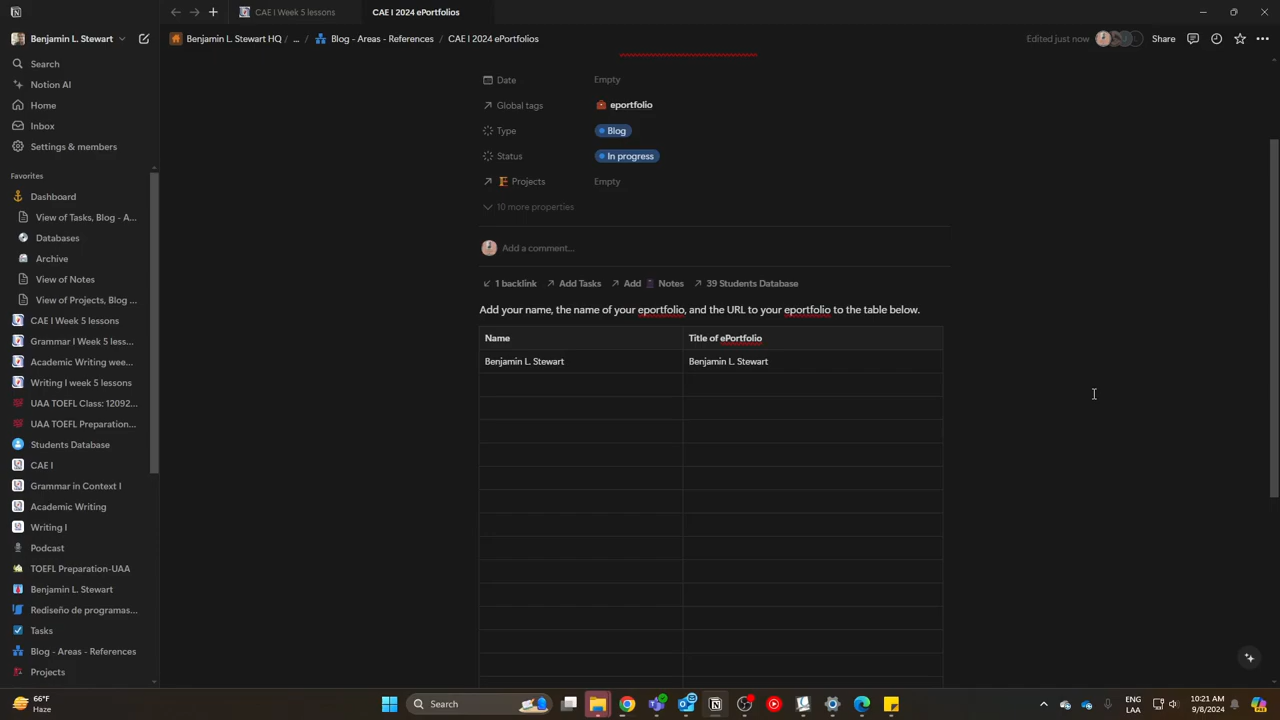 CAE I Week 5 lessons
CAE I 2024 ePortfolios
Benjamin L. Stewart
Benjamin L. Stewart HQ / ... / Blog - Areas - References / CAE I 2024 ePortfolios
Edited just now
Share
Search
Notion AI
Home
Inbox
Settings & members
Favorites
Dashboard
View of Tasks, Blog - A...
Databases
Archive
View of Notes
View of Projects, Blog ...
CAE I Week 5 lessons
Grammar I Week 5 less...
Academic Writing wee...
Writing I week 5 lessons
UAA TOEFL Class: 12092...
UAA TOEFL Preparation...
Students Database
CAE I
Grammar in Context I
Academic Writing
Writing I
Podcast
TOEFL Preparation-UAA
Benjamin L. Stewart
Rediseño de programas...
Tasks
Blog - Areas - References
Projects
Date Empty
Global tags eportfolio
Type Blog
Status In progress
Projects Empty
10 more properties
Add a comment...
1 backlink Add Tasks Add Notes 39 Students Database
Add your name, the name of your eportfolio, and the URL to your eportfolio to the table below.
Name Title of ePortfolio
Benjamin L. Stewart Benjamin L. Stewart
66°F
Haze
Search
ENG
LAA
10:21 AM
9/8/2024